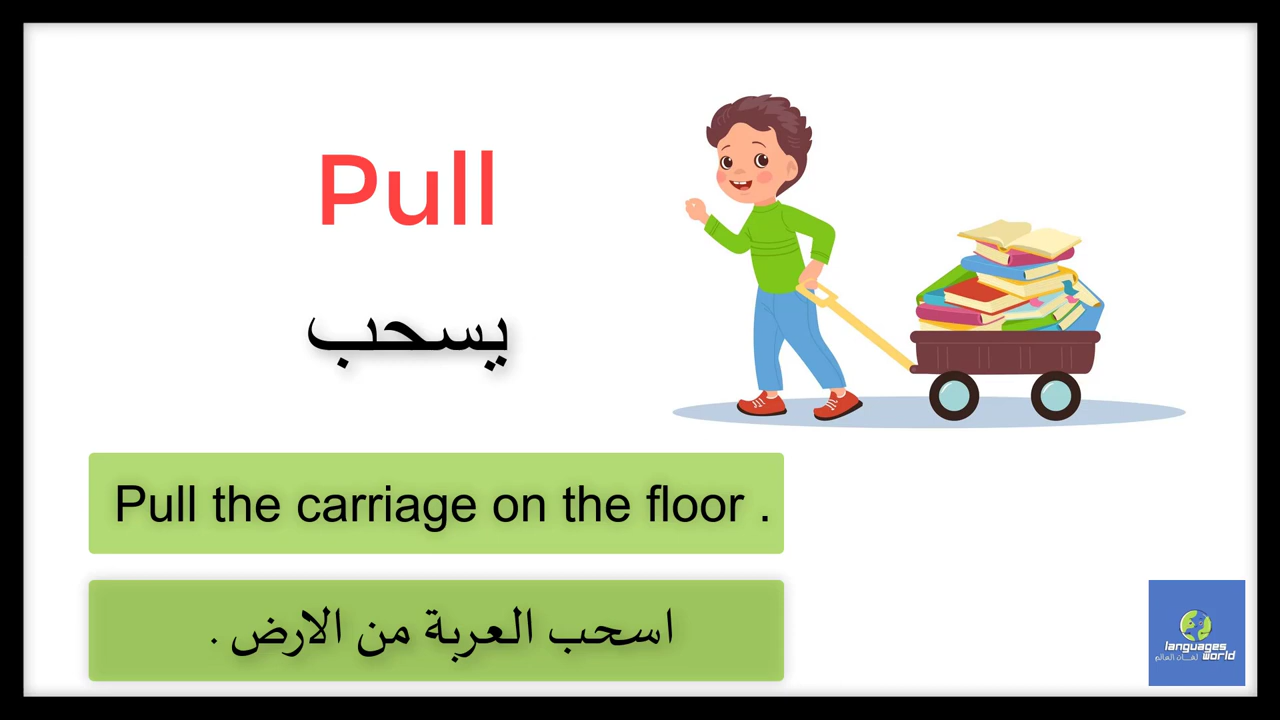 Pull
يسحب
Pull the carriage on the floor .
اسحب العربة من الارض .
languages
world لغات العالم